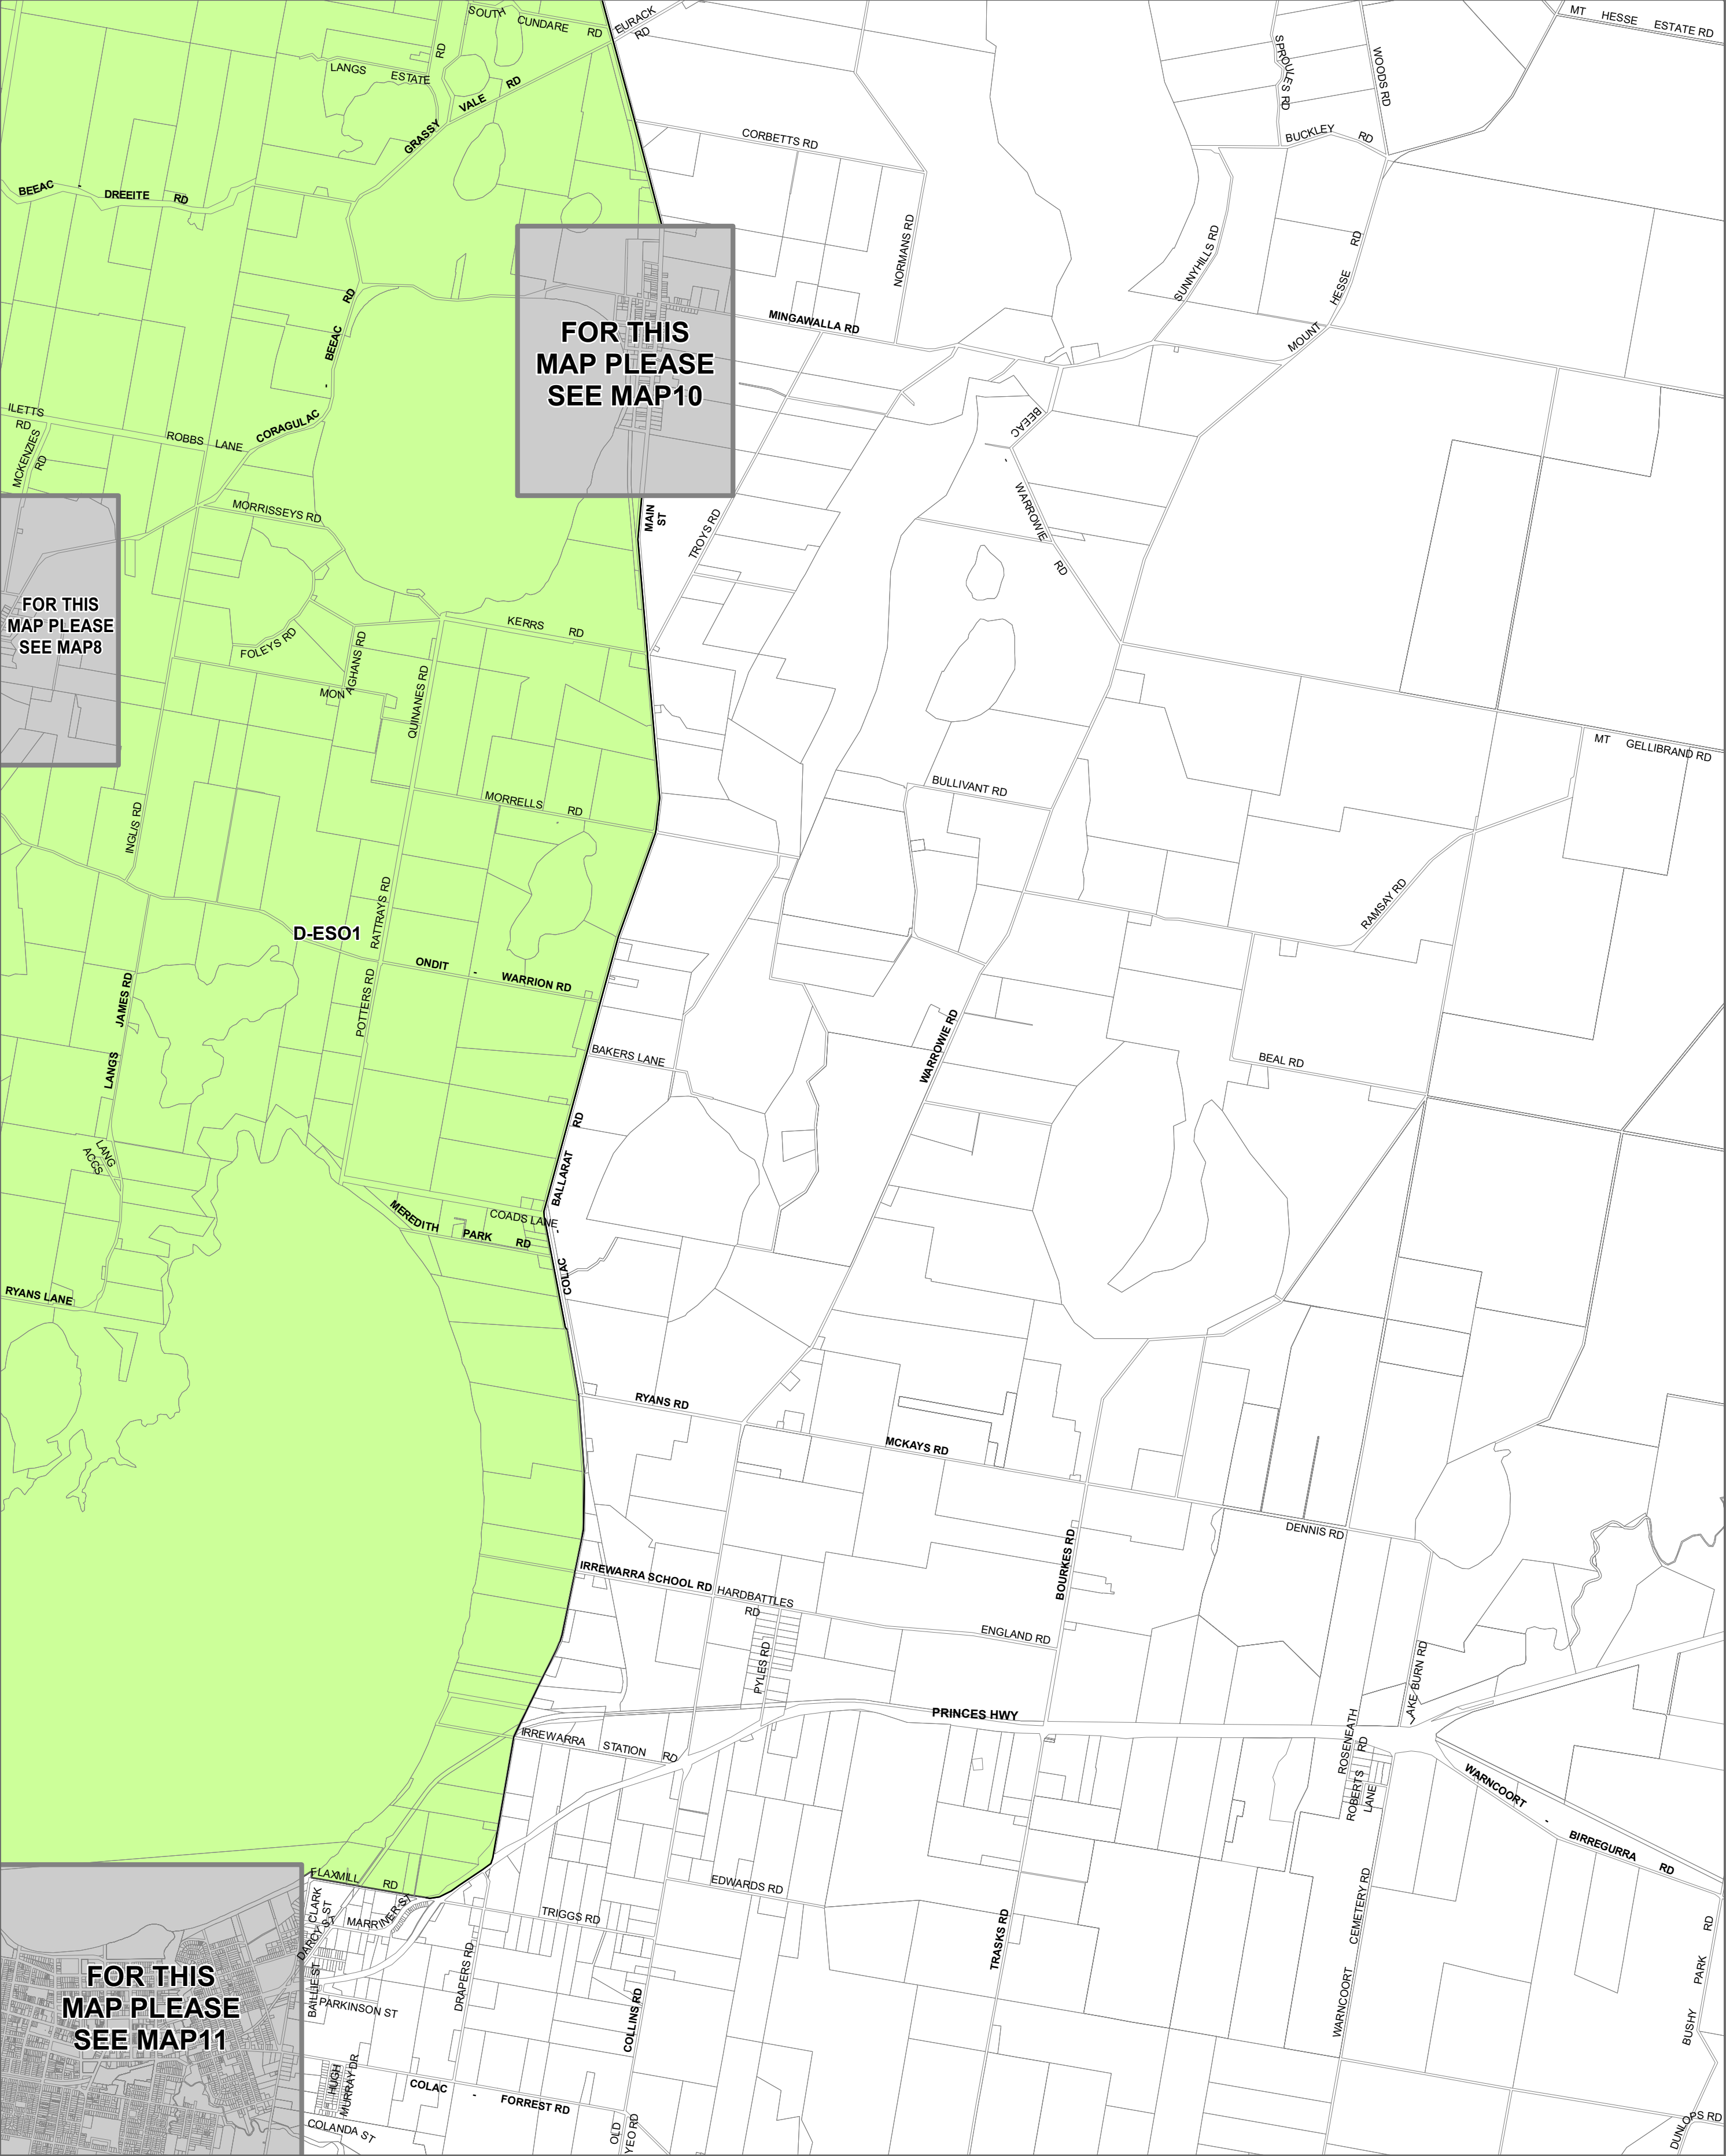 SOUTH CUNDARE RD
EURACK RD
MT HESSE ESTATE RD
LANGS ESTATE RD
GRASSY VALE RD
SPROULES RD
WOODS RD
CORBETTS RD
BUCKLEY RD
BEEAC - DREEITE RD
NORMANS RD
SUNNYHILLS RD
MOUNT HESSE RD
FOR THIS
MAP PLEASE
SEE MAP10
MINGAWALLA RD
CORAGULAC - BEEAC RD
ILETTS RD
ROBBS LANE
MCKENZIES RD
BEEAC - WARROWIE RD
MORRISSEYS RD
MAIN ST
TROYS RD
FOR THIS
MAP PLEASE
SEE MAP8
KERRS RD
FOLEYS RD
MONAGHANS RD
QUINANES RD
MT GELLIBRAND RD
BULLIVANT RD
MORRELLS RD
INGLIS RD
RATTRAYS RD
RAMSAY RD
D-ESO1
ONDIT - WARRION RD
POTTERS RD
LANGS JAMES RD
WARROWIE RD
BAKERS LANE
BEAL RD
LANG ACCS
COLAC - BALLARAT RD
MEREDITH PARK RD
COADS LANE
RYANS LANE
RYANS RD
MCKAYS RD
DENNIS RD
BOURKES RD
IRREWARRA SCHOOL RD
HARDBATTLES RD
ENGLAND RD
PYLES RD
LAKE BURN RD
PRINCES HWY
IRREWARRA STATION RD
ROSENEATH RD
ROBERTS LANE
WARNCOORT - BIRREGURRA RD
FLAXMILL RD
CLARK ST
DARCY ST
MARRINER ST
EDWARDS RD
TRIGGS RD
TRASKS RD
WARNCOORT CEMETERY RD
BUSHY PARK RD
FOR THIS
MAP PLEASE
SEE MAP11
BAILLIE ST
PARKINSON ST
DRAPERS RD
COLLINS RD
HUGH MURRAY DR
COLAC - FORREST RD
COLANDA ST
OLD YEO RD
DUNLOPS RD